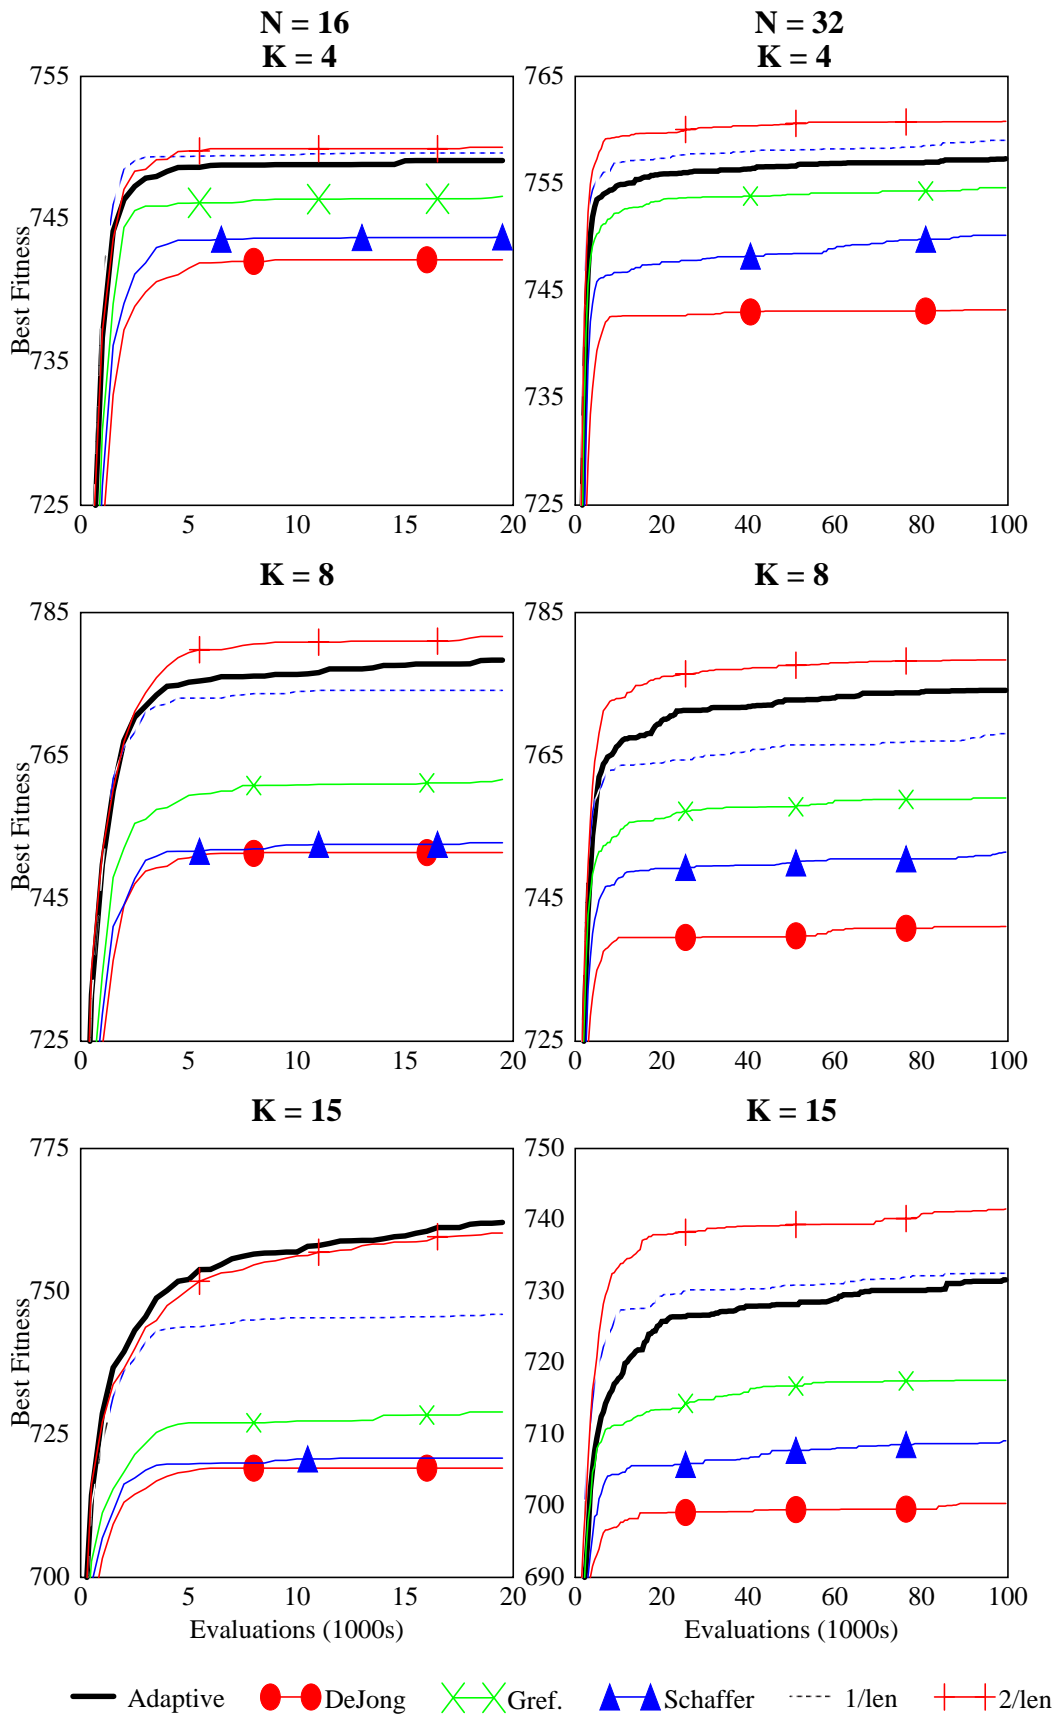 N = 16
K = 4
N = 32
K = 4
755
745
735
725
Best Fitness
0 5 10 15 20
765
755
745
735
725
0 20 40 60 80 100
K = 8
K = 8
785
765
745
725
Best Fitness
0 5 10 15 20
785
765
745
725
0 20 40 60 80 100
K = 15
K = 15
775
750
725
700
Best Fitness
0 5 10 15 20
Evaluations (1000s)
750
740
730
720
710
700
690
0 20 40 60 80 100
Evaluations (1000s)
Adaptive DeJong Gref. Schaffer 1/len 2/len